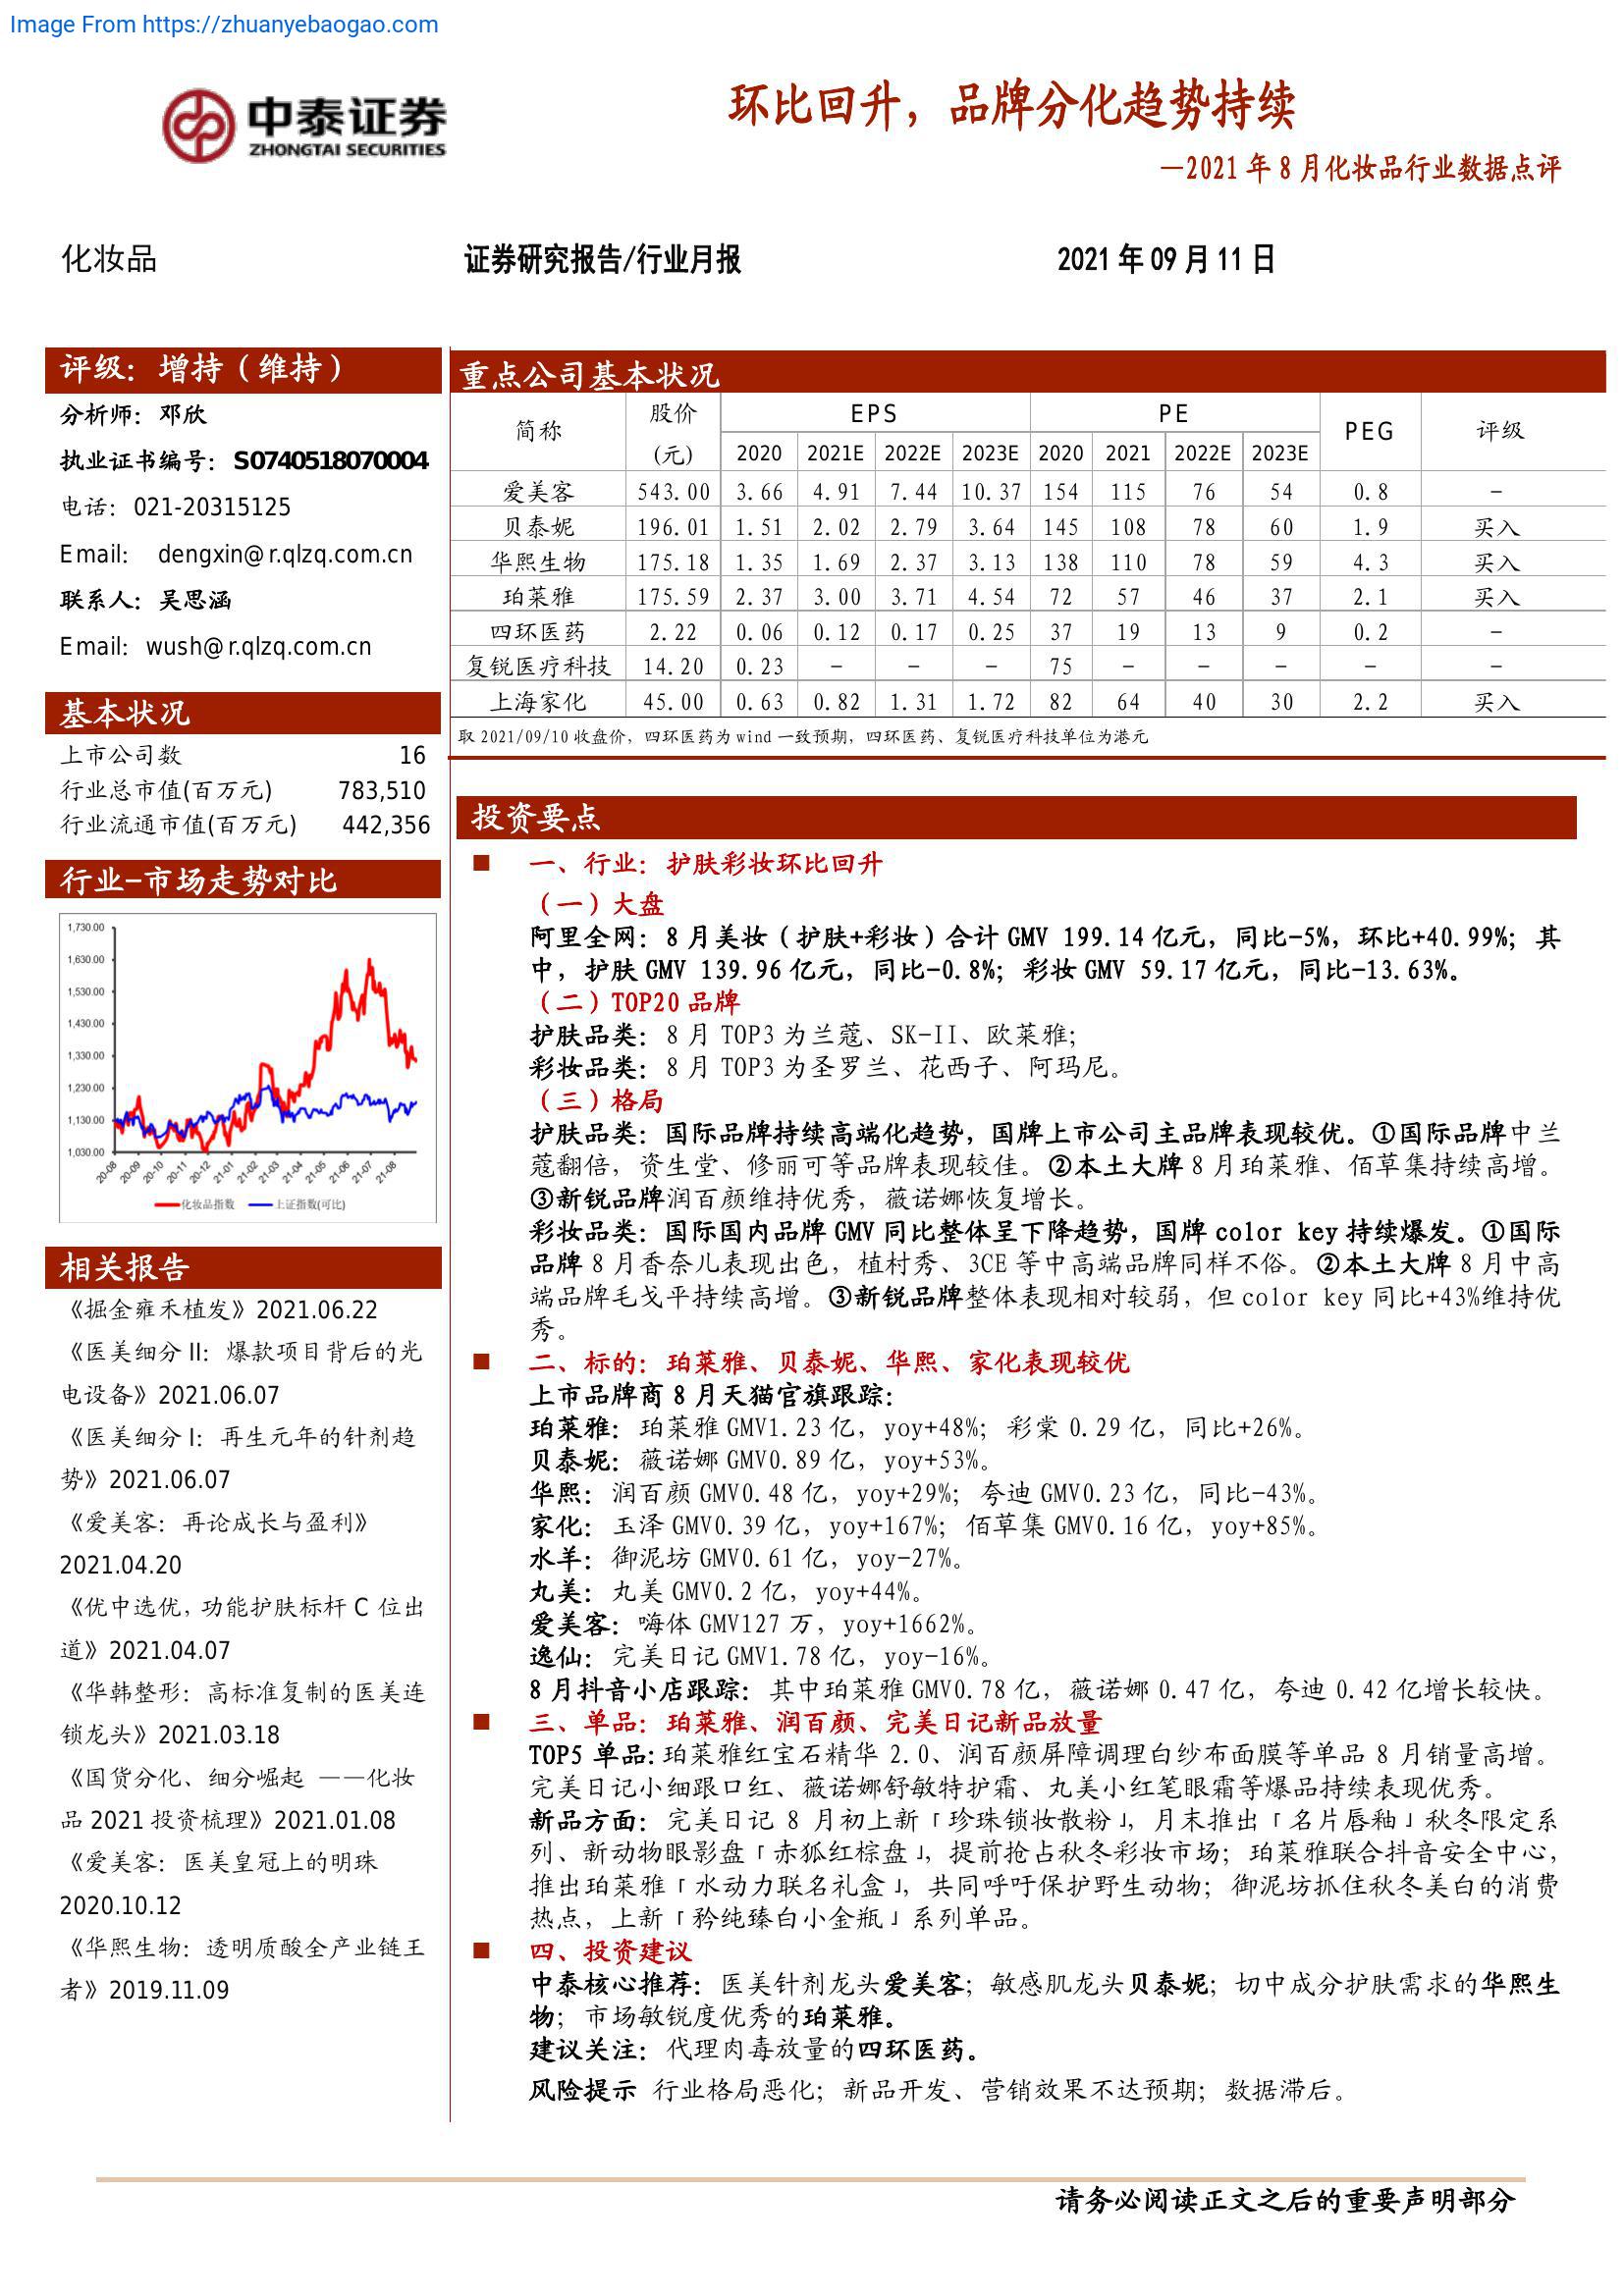 Image From https://zhuanyebaogao.com
中泰证券
ZHONGTAI SECURITIES
环比回升，品牌分化趋势持续
—2021 年 8 月化妆品行业数据点评
化妆品
证券研究报告/行业月报
2021 年 09 月 11 日
评级：增持（维持）
分析师：邓欣
执业证书编号：S0740518070004
电话：021-20315125
Email: dengxin@r.qlzq.com.cn
联系人：吴思涵
Email: wush@r.qlzq.com.cn
基本状况
上市公司数 16
行业总市值(百万元) 783,510
行业流通市值(百万元) 442,356
行业-市场走势对比
1,730.00
1,630.00
1,530.00
1,430.00
1,330.00
1,230.00
1,130.00
1,030.00
20-08 20-09 20-10 20-11 20-12 21-01 21-02 21-03 21-04 21-05 21-06 21-07 21-08
化妆品指数 上证指数(可比)
相关报告
《掘金雍禾植发》2021.06.22
《医美细分 II：爆款项目背后的光
电设备》2021.06.07
《医美细分 I：再生元年的针剂趋
势》2021.06.07
《爱美客：再论成长与盈利》
2021.04.20
《优中选优，功能护肤标杆 C 位出
道》2021.04.07
《华韩整形：高标准复制的医美连
锁龙头》2021.03.18
《国货分化、细分崛起 ——化妆
品 2021 投资梳理》2021.01.08
《爱美客：医美皇冠上的明珠
2020.10.12
《华熙生物：透明质酸全产业链王
者》2019.11.09
重点公司基本状况
简称 股价(元) EPS PE PEG 评级
2020 2021E 2022E 2023E 2020 2021 2022E 2023E
爱美客 543.00 3.66 4.91 7.44 10.37 154 115 76 54 0.8 -
贝泰妮 196.01 1.51 2.02 2.79 3.64 145 108 78 60 1.9 买入
华熙生物 175.18 1.35 1.69 2.37 3.13 138 110 78 59 4.3 买入
珀莱雅 175.59 2.37 3.00 3.71 4.54 72 57 46 37 2.1 买入
四环医药 2.22 0.06 0.12 0.17 0.25 37 19 13 9 0.2 -
复锐医疗科技 14.20 0.23 - - - 75 - - - - -
上海家化 45.00 0.63 0.82 1.31 1.72 82 64 40 30 2.2 买入
取 2021/09/10 收盘价，四环医药为 wind 一致预期，四环医药、复锐医疗科技单位为港元
投资要点
■ 一、行业：护肤彩妆环比回升
（一）大盘
阿里全网：8 月美妆（护肤+彩妆）合计 GMV 199.14 亿元，同比-5%，环比+40.99%；其
中，护肤 GMV 139.96 亿元，同比-0.8%；彩妆 GMV 59.17 亿元，同比-13.63%。
（二）TOP20 品牌
护肤品类：8 月 TOP3 为兰蔻、SK-II、欧莱雅；
彩妆品类：8 月 TOP3 为圣罗兰、花西子、阿玛尼。
（三）格局
护肤品类：国际品牌持续高端化趋势，国牌上市公司主品牌表现较优。①国际品牌中兰
蔻翻倍，资生堂、修丽可等品牌表现较佳。②本土大牌 8 月珀莱雅、佰草集持续高增。
③新锐品牌润百颜维持优秀，薇诺娜恢复增长。
彩妆品类：国际国内品牌 GMV 同比整体呈下降趋势，国牌 color key 持续爆发。①国际
品牌 8 月香奈儿表现出色，植村秀、3CE 等中高端品牌同样不俗。②本土大牌 8 月中高
端品牌毛戈平持续高增。③新锐品牌整体表现相对较弱，但 color key 同比+43%维持优
秀。
■ 二、标的：珀莱雅、贝泰妮、华熙、家化表现较优
上市品牌商 8 月天猫官旗跟踪：
珀莱雅：珀莱雅 GMV1.23 亿，yoy+48%；彩棠 0.29 亿，同比+26%。
贝泰妮：薇诺娜 GMV0.89 亿，yoy+53%。
华熙：润百颜 GMV0.48 亿，yoy+29%；夸迪 GMV0.23 亿，同比-43%。
家化：玉泽 GMV0.39 亿，yoy+167%；佰草集 GMV0.16 亿，yoy+85%。
水羊：御泥坊 GMV0.61 亿，yoy-27%。
丸美：丸美 GMV0.2 亿，yoy+44%。
爱美客：嗨体 GMV127 万，yoy+1662%。
逸仙：完美日记 GMV1.78 亿，yoy-16%。
8 月抖音小店跟踪：其中珀莱雅 GMV0.78 亿，薇诺娜 0.47 亿，夸迪 0.42 亿增长较快。
■ 三、单品：珀莱雅、润百颜、完美日记新品放量
TOP5 单品：珀莱雅红宝石精华 2.0、润百颜屏障调理白纱布面膜等单品 8 月销量高增。
完美日记小细跟口红、薇诺娜舒敏特护霜、丸美小红笔眼霜等爆品持续表现优秀。
新品方面：完美日记 8 月初上新「珍珠锁妆散粉」，月末推出「名片唇釉」秋冬限定系
列、新动物眼影盘「赤狐红棕盘」，提前抢占秋冬彩妆市场；珀莱雅联合抖音安全中心，
推出珀莱雅「水动力联名礼盒」，共同呼吁保护野生动物；御泥坊抓住秋冬美白的消费
热点，上新「矜纯臻白小金瓶」系列单品。
■ 四、投资建议
中泰核心推荐：医美针剂龙头爱美客；敏感肌龙头贝泰妮；切中成分护肤需求的华熙生
物；市场敏锐度优秀的珀莱雅。
建议关注：代理肉毒放量的四环医药。
风险提示 行业格局恶化；新品开发、营销效果不达预期；数据滞后。
请务必阅读正文之后的重要声明部分